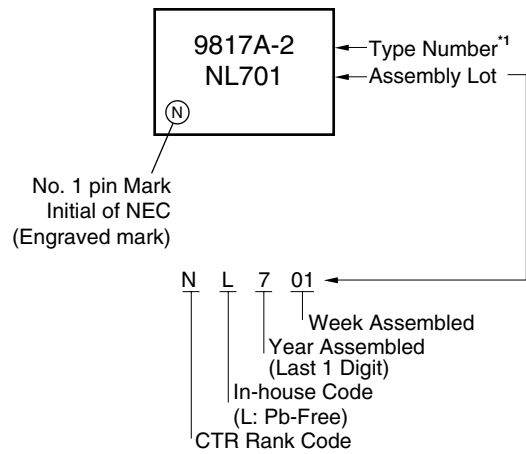 9817A-2
Type Number*1
NL701
Assembly Lot
N
No. 1 pin Mark
Initial of NEC
(Engraved mark)
N L 7 01
Week Assembled
Year Assembled
(Last 1 Digit)
In-house Code
(L: Pb-Free)
CTR Rank Code